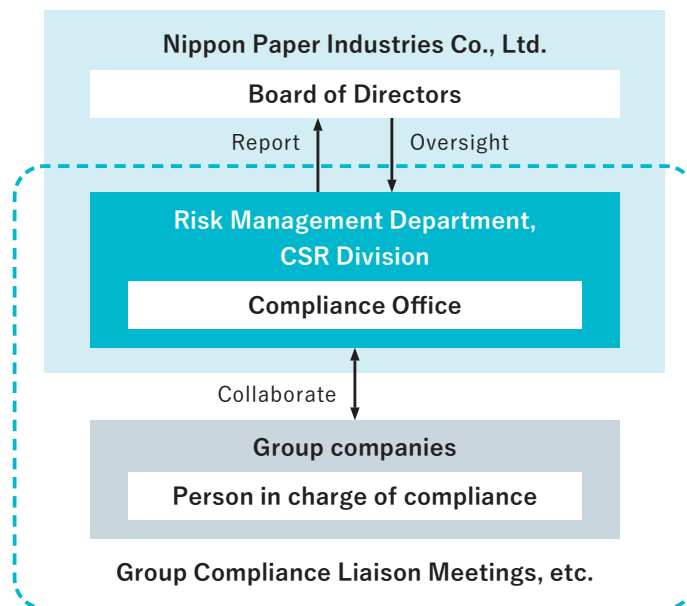 Nippon Paper Industries Co., Ltd.
Board of Directors
Report
Oversight
Risk Management Department,
CSR Division
Compliance Office
Collaborate
Group companies
Person in charge of compliance
Group Compliance Liaison Meetings, etc.